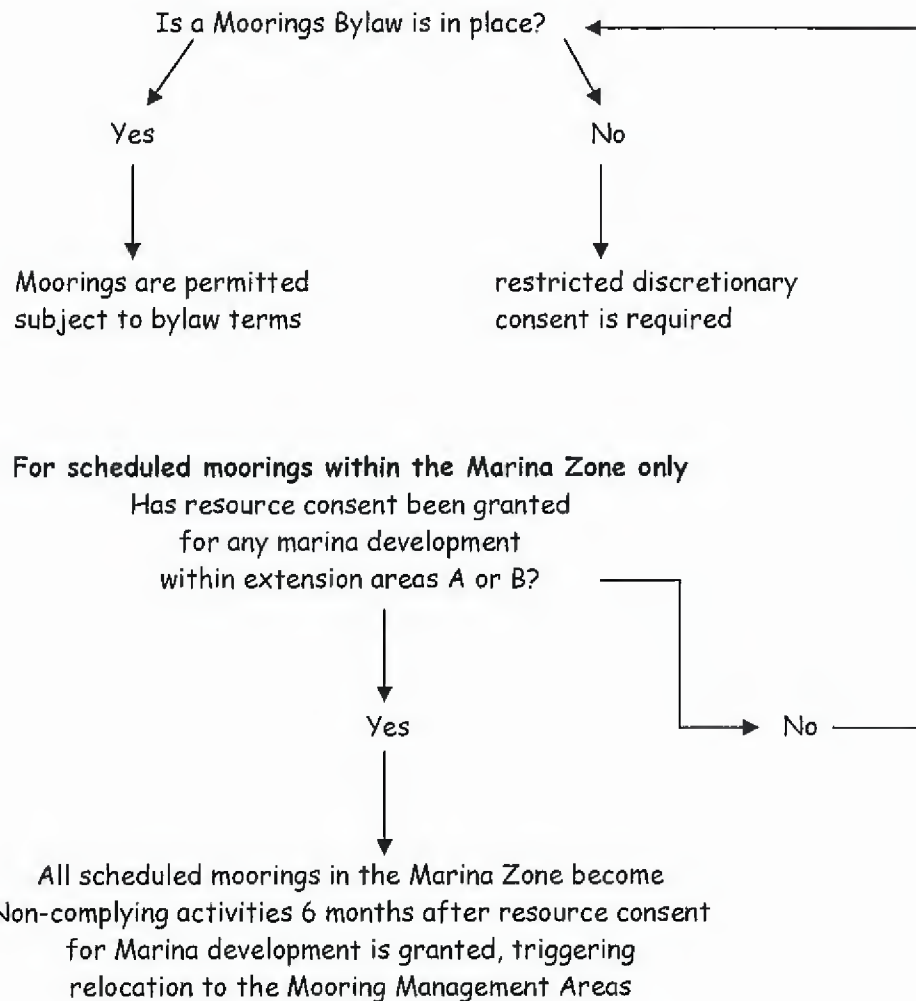 Is a Moorings Bylaw is in place?
Yes
No
Moorings are permitted
subject to bylaw terms
restricted discretionary
consent is required
For scheduled moorings within the Marina Zone only
Has resource consent been granted
for any marina development
within extension areas A or B?
Yes
No
All scheduled moorings in the Marina Zone become
Non-complying activities 6 months after resource consent
for Marina development is granted, triggering
relocation to the Mooring Management Areas